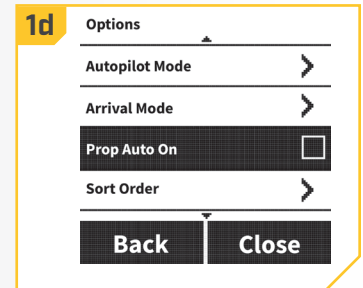 1d
Options
Autopilot Mode
Arrival Mode
Prop Auto On
Sort Order
Back Close